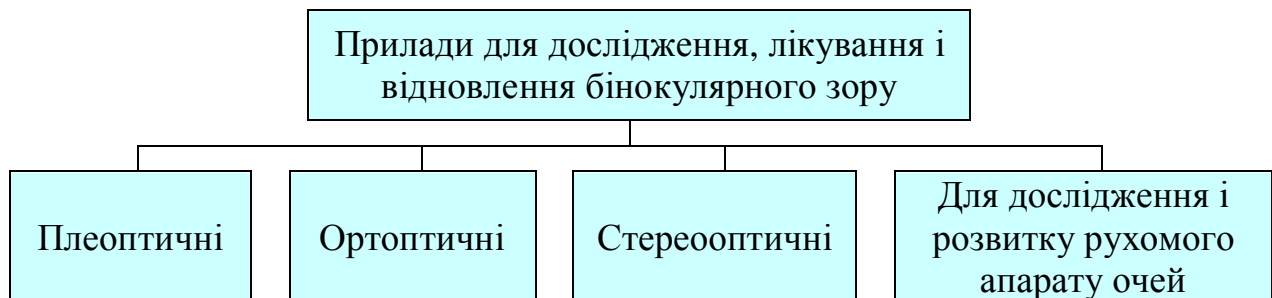 Прилади для дослідження, лікування і
відновлення бінокулярного зору
Плеоптичні
Ортоптичні
Стереооптичні
Для дослідження і
розвитку рухомого
апарату очей